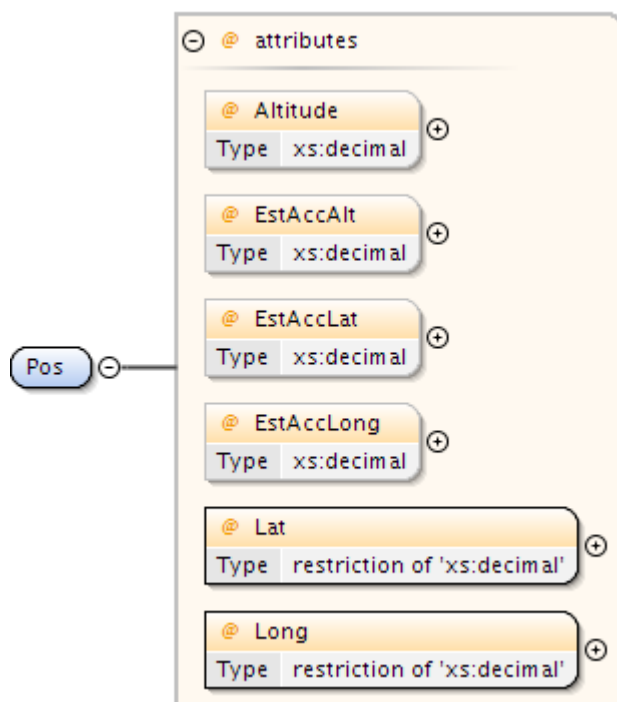 @ attributes
@ Altitude
Type xs:decimal
@ EstAccAlt
Type xs:decimal
@ EstAccLat
Type xs:decimal
Pos
@ EstAccLong
Type xs:decimal
@ Lat
Type restriction of 'xs:decimal'
@ Long
Type restriction of 'xs:decimal'